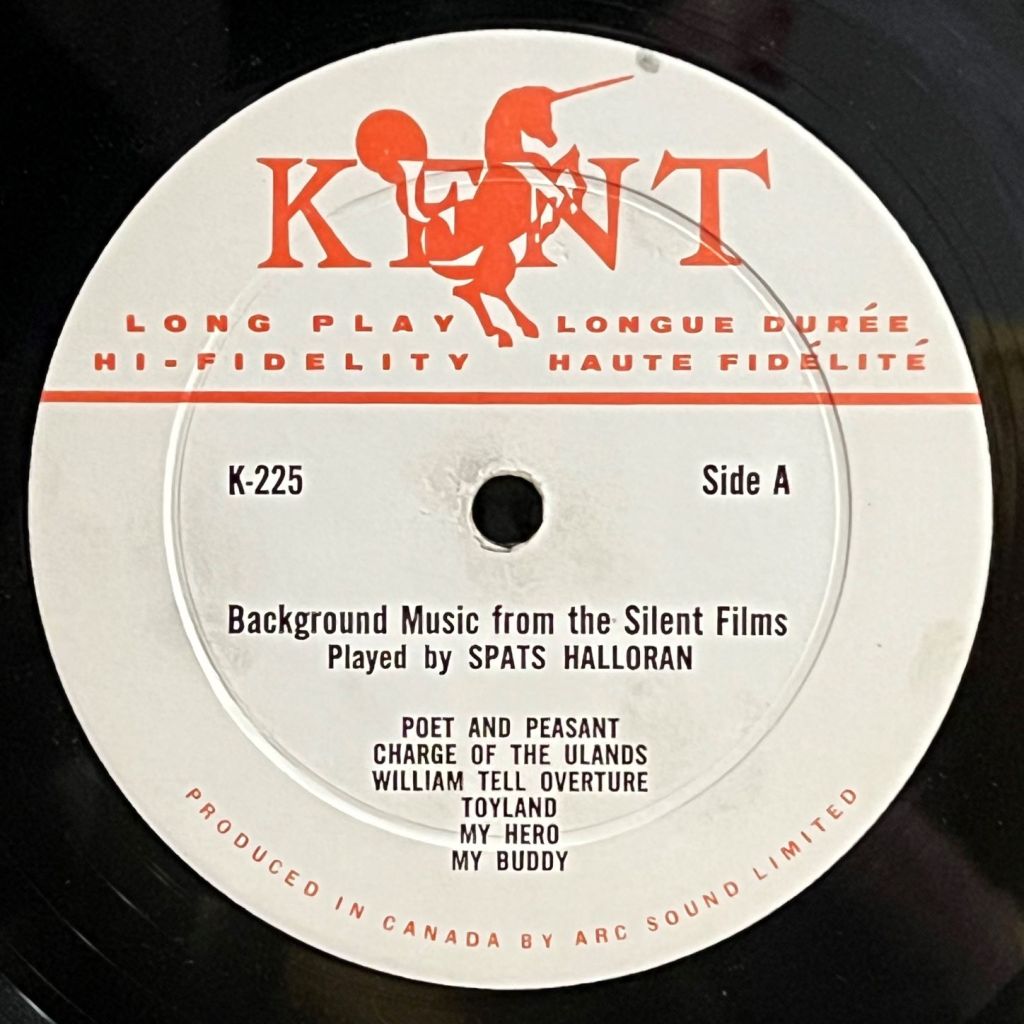 KENT
LONG PLAY LONGUE DURÉE
HI-FIDELITY HAUTE FIDÉLITÉ
K-225 Side A
Background Music from the Silent Films
Played by SPATS HALLORAN
POET AND PEASANT
CHARGE OF THE ULANDS
WILLIAM TELL OVERTURE
TOYLAND
MY HERO
MY BUDDY
PRODUCED IN CANADA BY ARC SOUND LIMITED